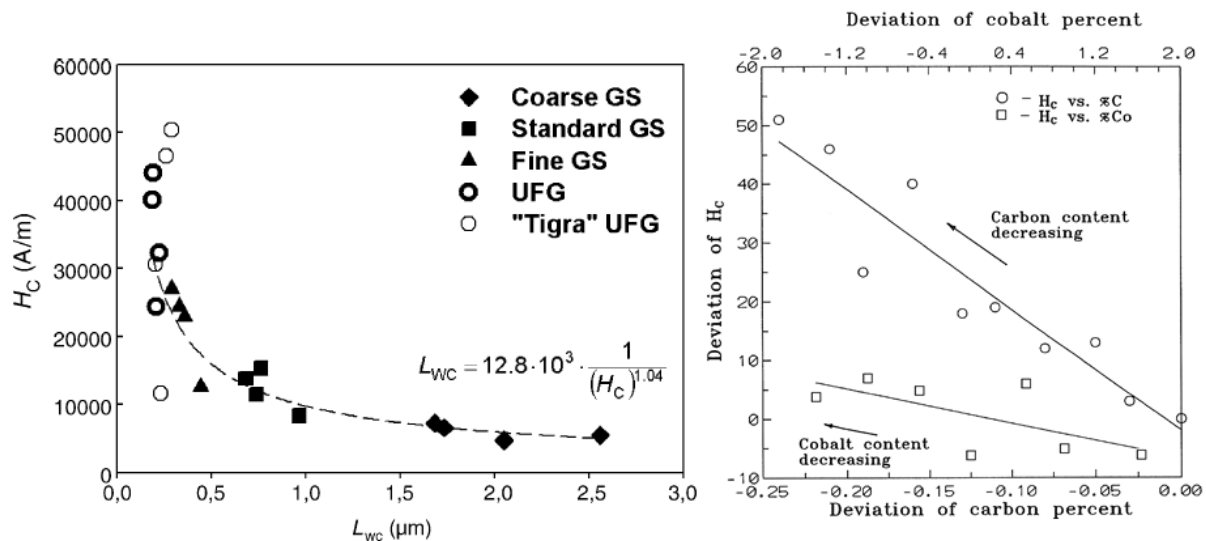 60000
50000
40000
30000
20000
10000
0
H_C (A/m)
0,0 0,5 1,0 1,5 2,0 2,5 3,0
L_wc (μm)
Coarse GS
Standard GS
Fine GS
UFG
"Tigra" UFG
L_WC = 12.8·10³ · 1 / (H_C)^1.04
Deviation of cobalt percent
-2.0 -1.2 -0.4 0.4 1.2 2.0
60
50
40
30
20
10
0
-10
Deviation of H_C
- H_C vs. %C
- H_C vs. %Co
Carbon content
decreasing
Cobalt content
decreasing
-0.25 -0.20 -0.15 -0.10 -0.05 0.00
Deviation of carbon percent